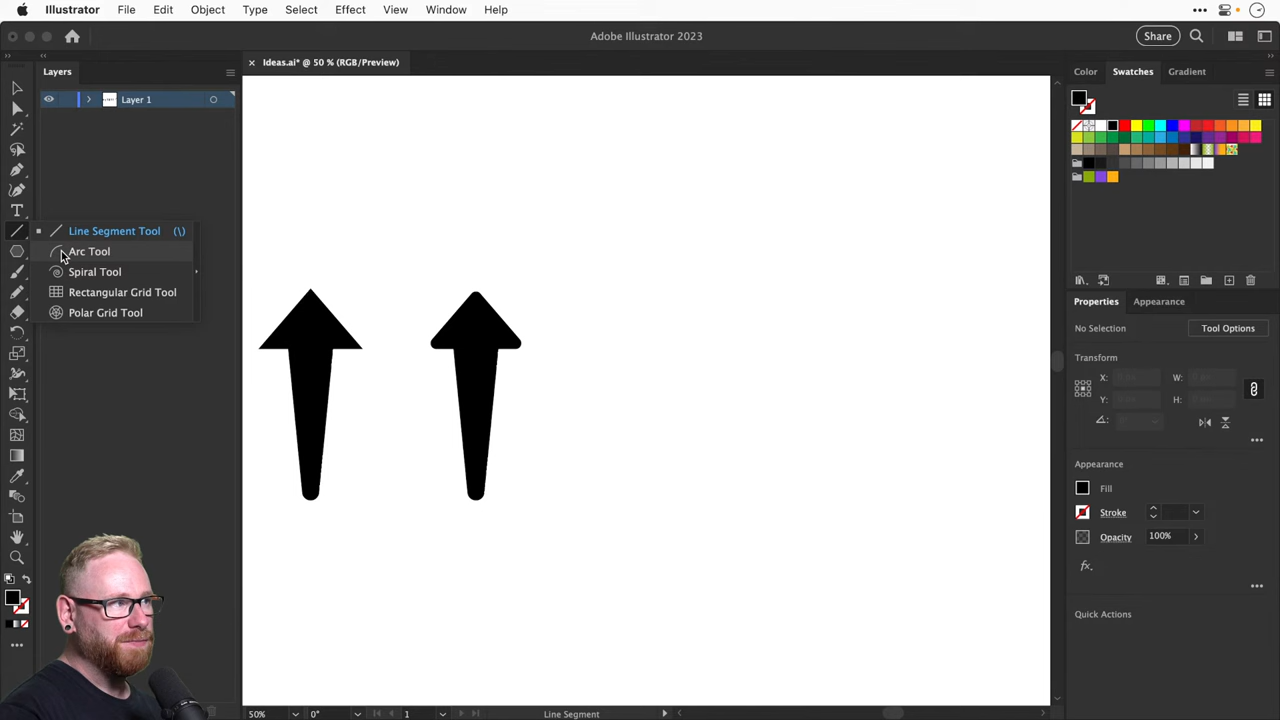 Illustrator File Edit Object Type Select Effect View Window Help
Adobe Illustrator 2023
Share
Layers
Ideas.ai* @ 50 % (RGB/Preview)
Color Swatches Gradient
Layer 1
Line Segment Tool (\)
Arc Tool
Spiral Tool
Rectangular Grid Tool
Polar Grid Tool
Properties Appearance
No Selection Tool Options
Transform
X: W:
Y: H:
Appearance
Fill
Stroke
Opacity 100%
fx.
Quick Actions
50% 0° 1 Line Segment